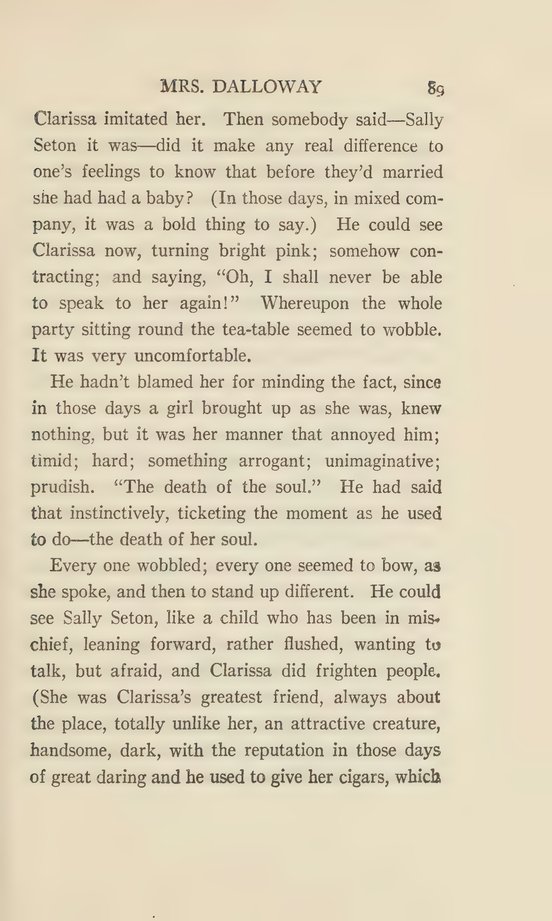 MRS. DALLOWAY 89
Clarissa imitated her. Then somebody said—Sally
Seton it was—did it make any real difference to
one's feelings to know that before they'd married
she had had a baby? (In those days, in mixed com-
pany, it was a bold thing to say.) He could see
Clarissa now, turning bright pink; somehow con-
tracting; and saying, "Oh, I shall never be able
to speak to her again!" Whereupon the whole
party sitting round the tea-table seemed to wobble.
It was very uncomfortable.
He hadn't blamed her for minding the fact, since
in those days a girl brought up as she was, knew
nothing, but it was her manner that annoyed him;
timid; hard; something arrogant; unimaginative;
prudish. "The death of the soul." He had said
that instinctively, ticketing the moment as he used
to do—the death of her soul.
Every one wobbled; every one seemed to bow, as
she spoke, and then to stand up different. He could
see Sally Seton, like a child who has been in mis-
chief, leaning forward, rather flushed, wanting to
talk, but afraid, and Clarissa did frighten people.
(She was Clarissa's greatest friend, always about
the place, totally unlike her, an attractive creature,
handsome, dark, with the reputation in those days
of great daring and he used to give her cigars, which